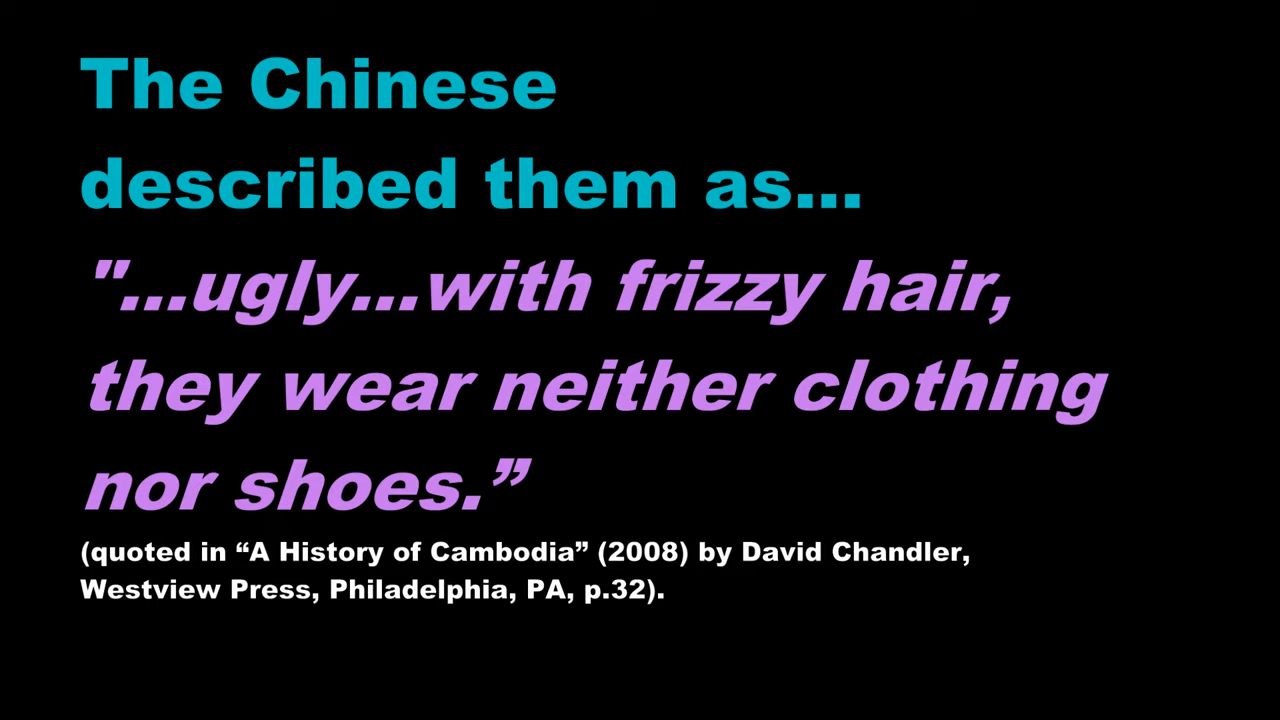 The Chinese
described them as...
"...ugly...with frizzy hair,
they wear neither clothing
nor shoes.”
(quoted in “A History of Cambodia” (2008) by David Chandler,
Westview Press, Philadelphia, PA, p.32).